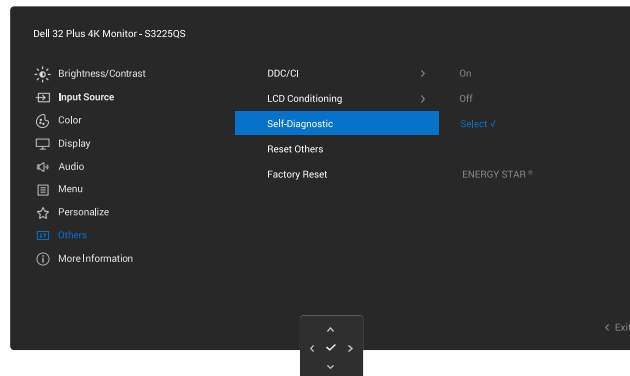 Dell 32 Plus 4K Monitor - S3225QS
Brightness/Contrast
Input Source
Color
Display
Audio
Menu
Personalize
Others
More Information
DDC/CI > On
LCD Conditioning > Off
Self-Diagnostic Select √
Reset Others
Factory Reset ENERGY STAR®
< Exit